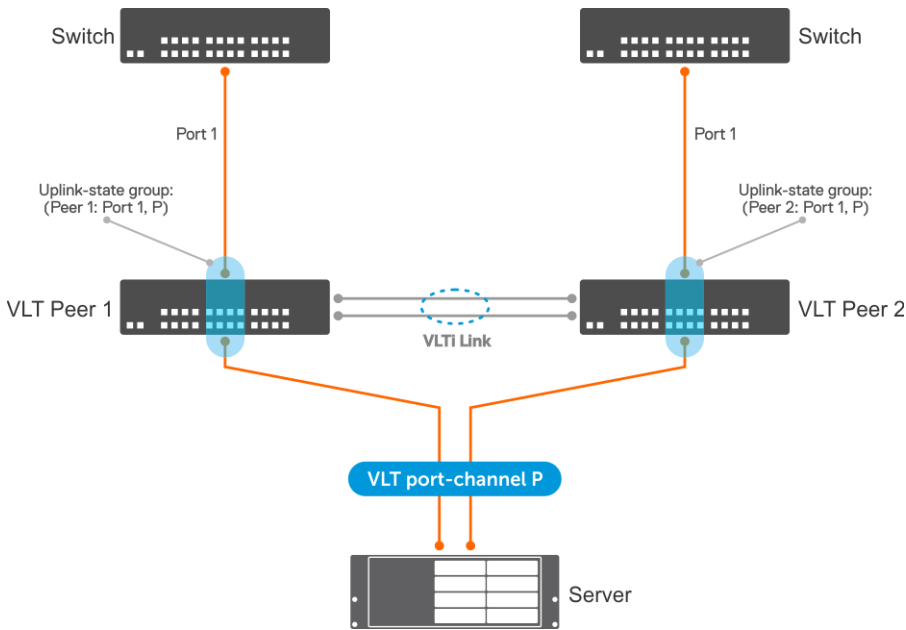 Switch
Switch
Port 1
Port 1
Uplink-state group:
(Peer 1: Port 1, P)
Uplink-state group:
(Peer 2: Port 1, P)
VLT Peer 1
VLT Peer 2
VLTi Link
VLT port-channel P
Server